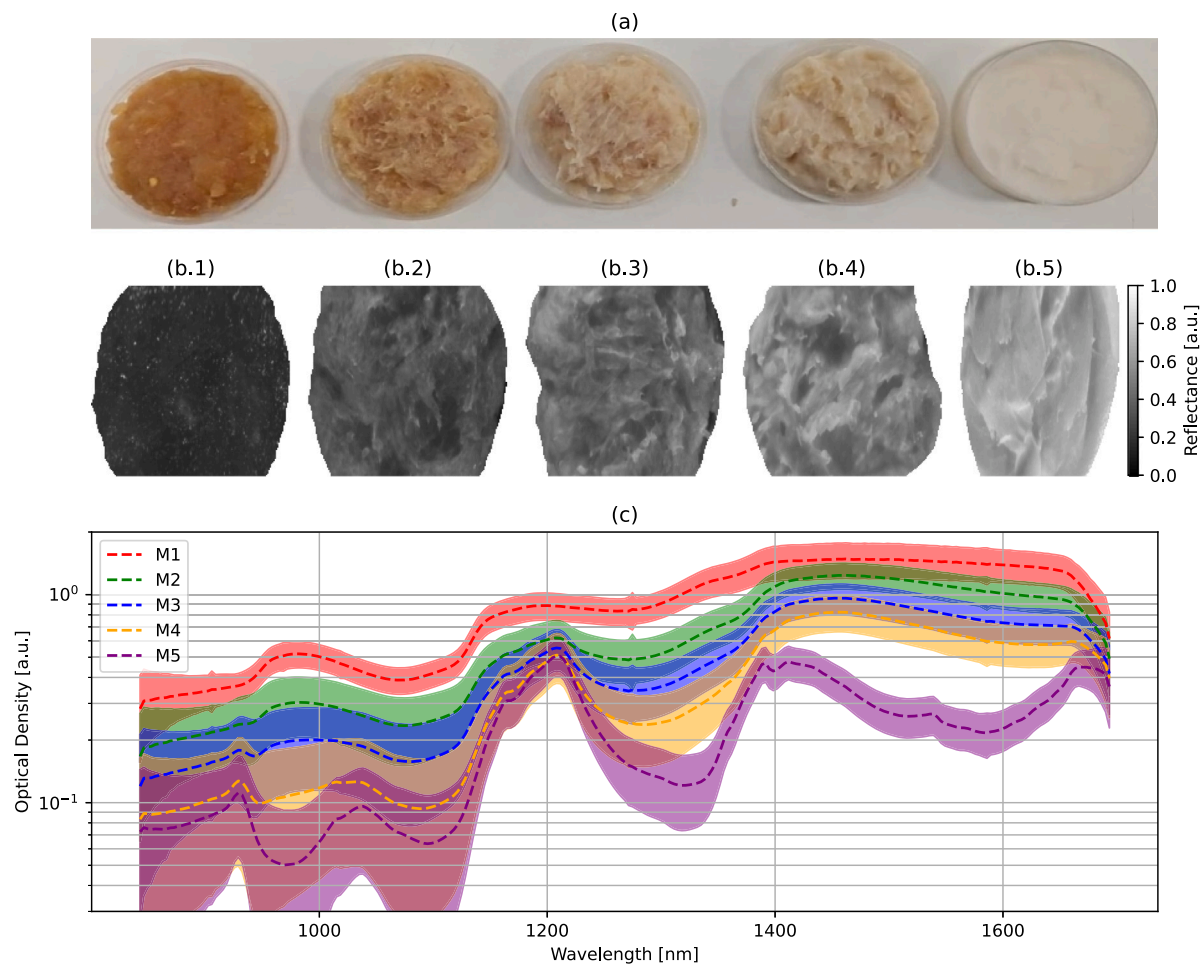 (a)
(b.1) (b.2) (b.3) (b.4) (b.5)
1.0
0.8
0.6
0.4
0.2
0.0
Reflectance [a.u.]
(c)
M1
M2
M3
M4
M5
10⁰
10⁻¹
Optical Density [a.u.]
1000 1200 1400 1600
Wavelength [nm]